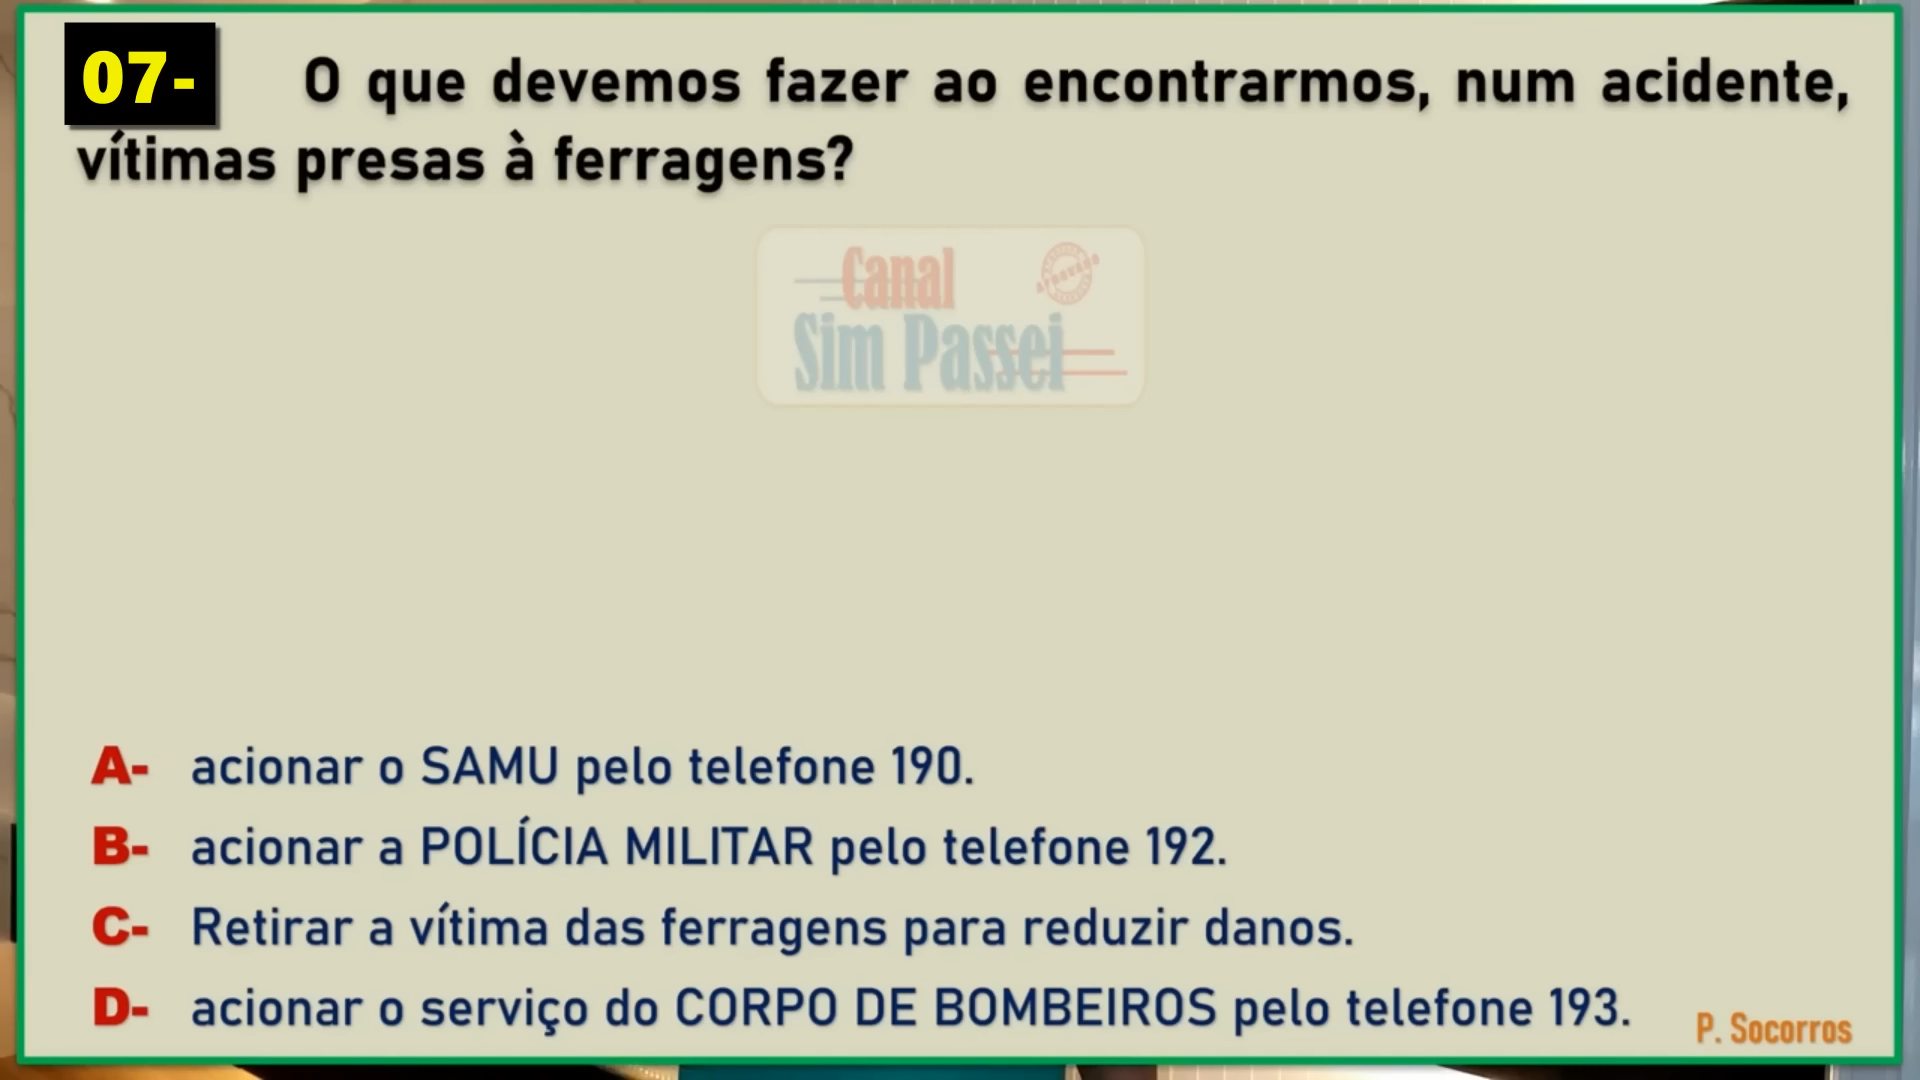 07- O que devemos fazer ao encontrarmos, num acidente,
vítimas presas à ferragens?
Canal
APROVADO
Sim Passei
A- acionar o SAMU pelo telefone 190.
B- acionar a POLÍCIA MILITAR pelo telefone 192.
C- Retirar a vítima das ferragens para reduzir danos.
D- acionar o serviço do CORPO DE BOMBEIROS pelo telefone 193.
P. Socorros